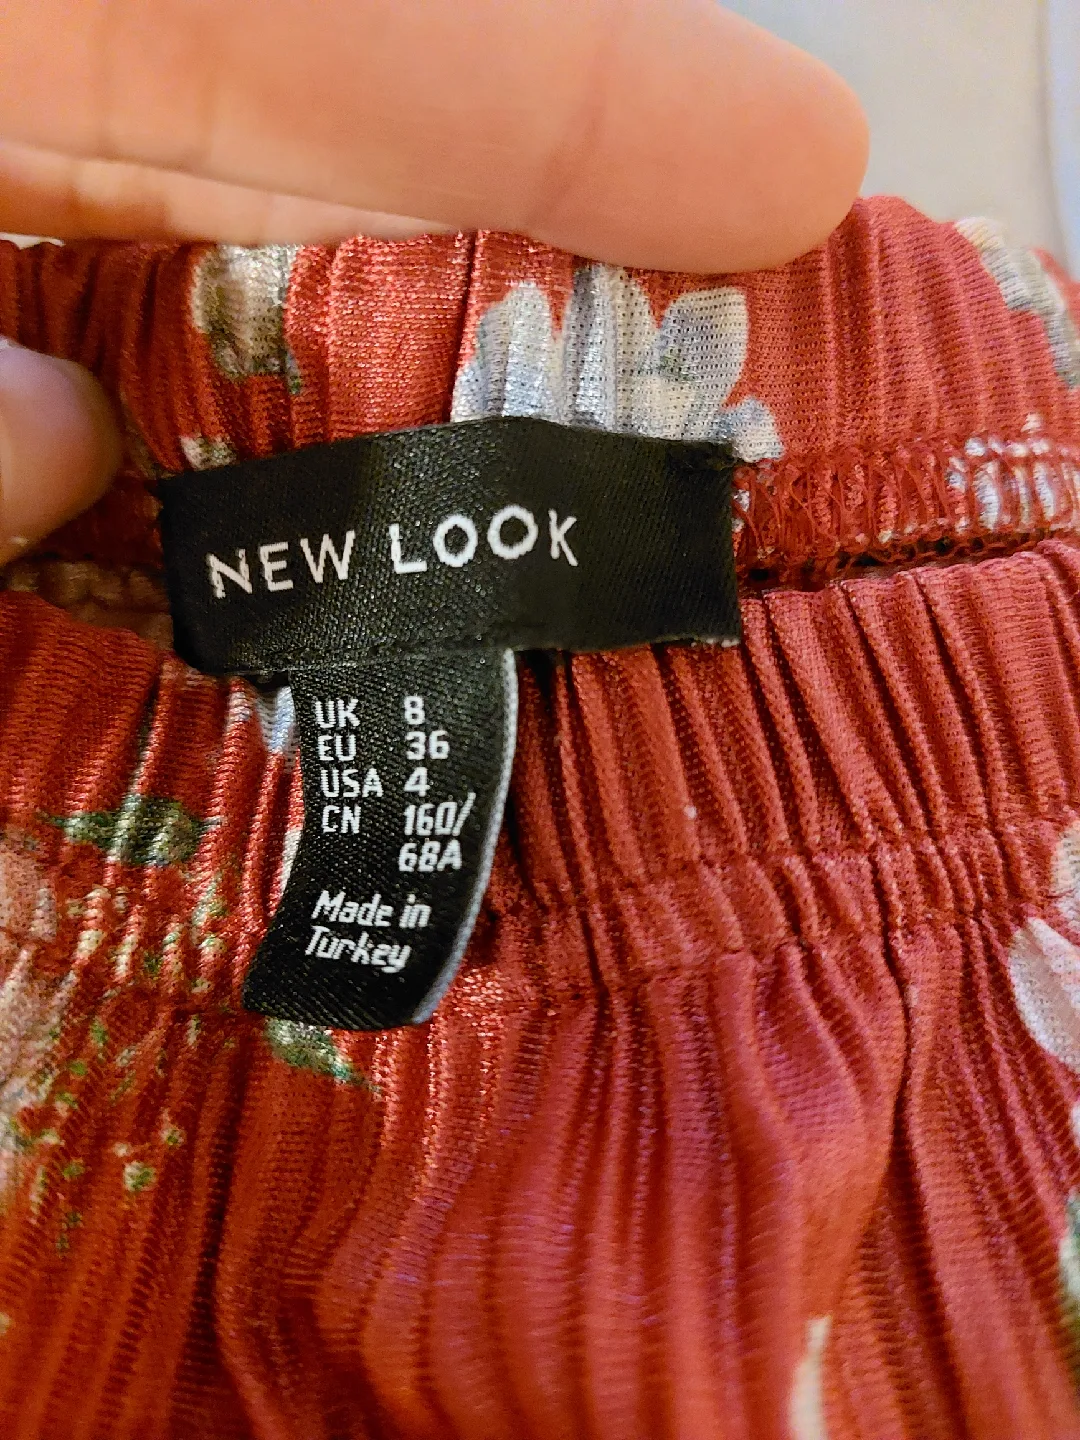 NEW LOOK
UK 8
EU 36
USA 4
CN 160/
68A
Made in
Turkey